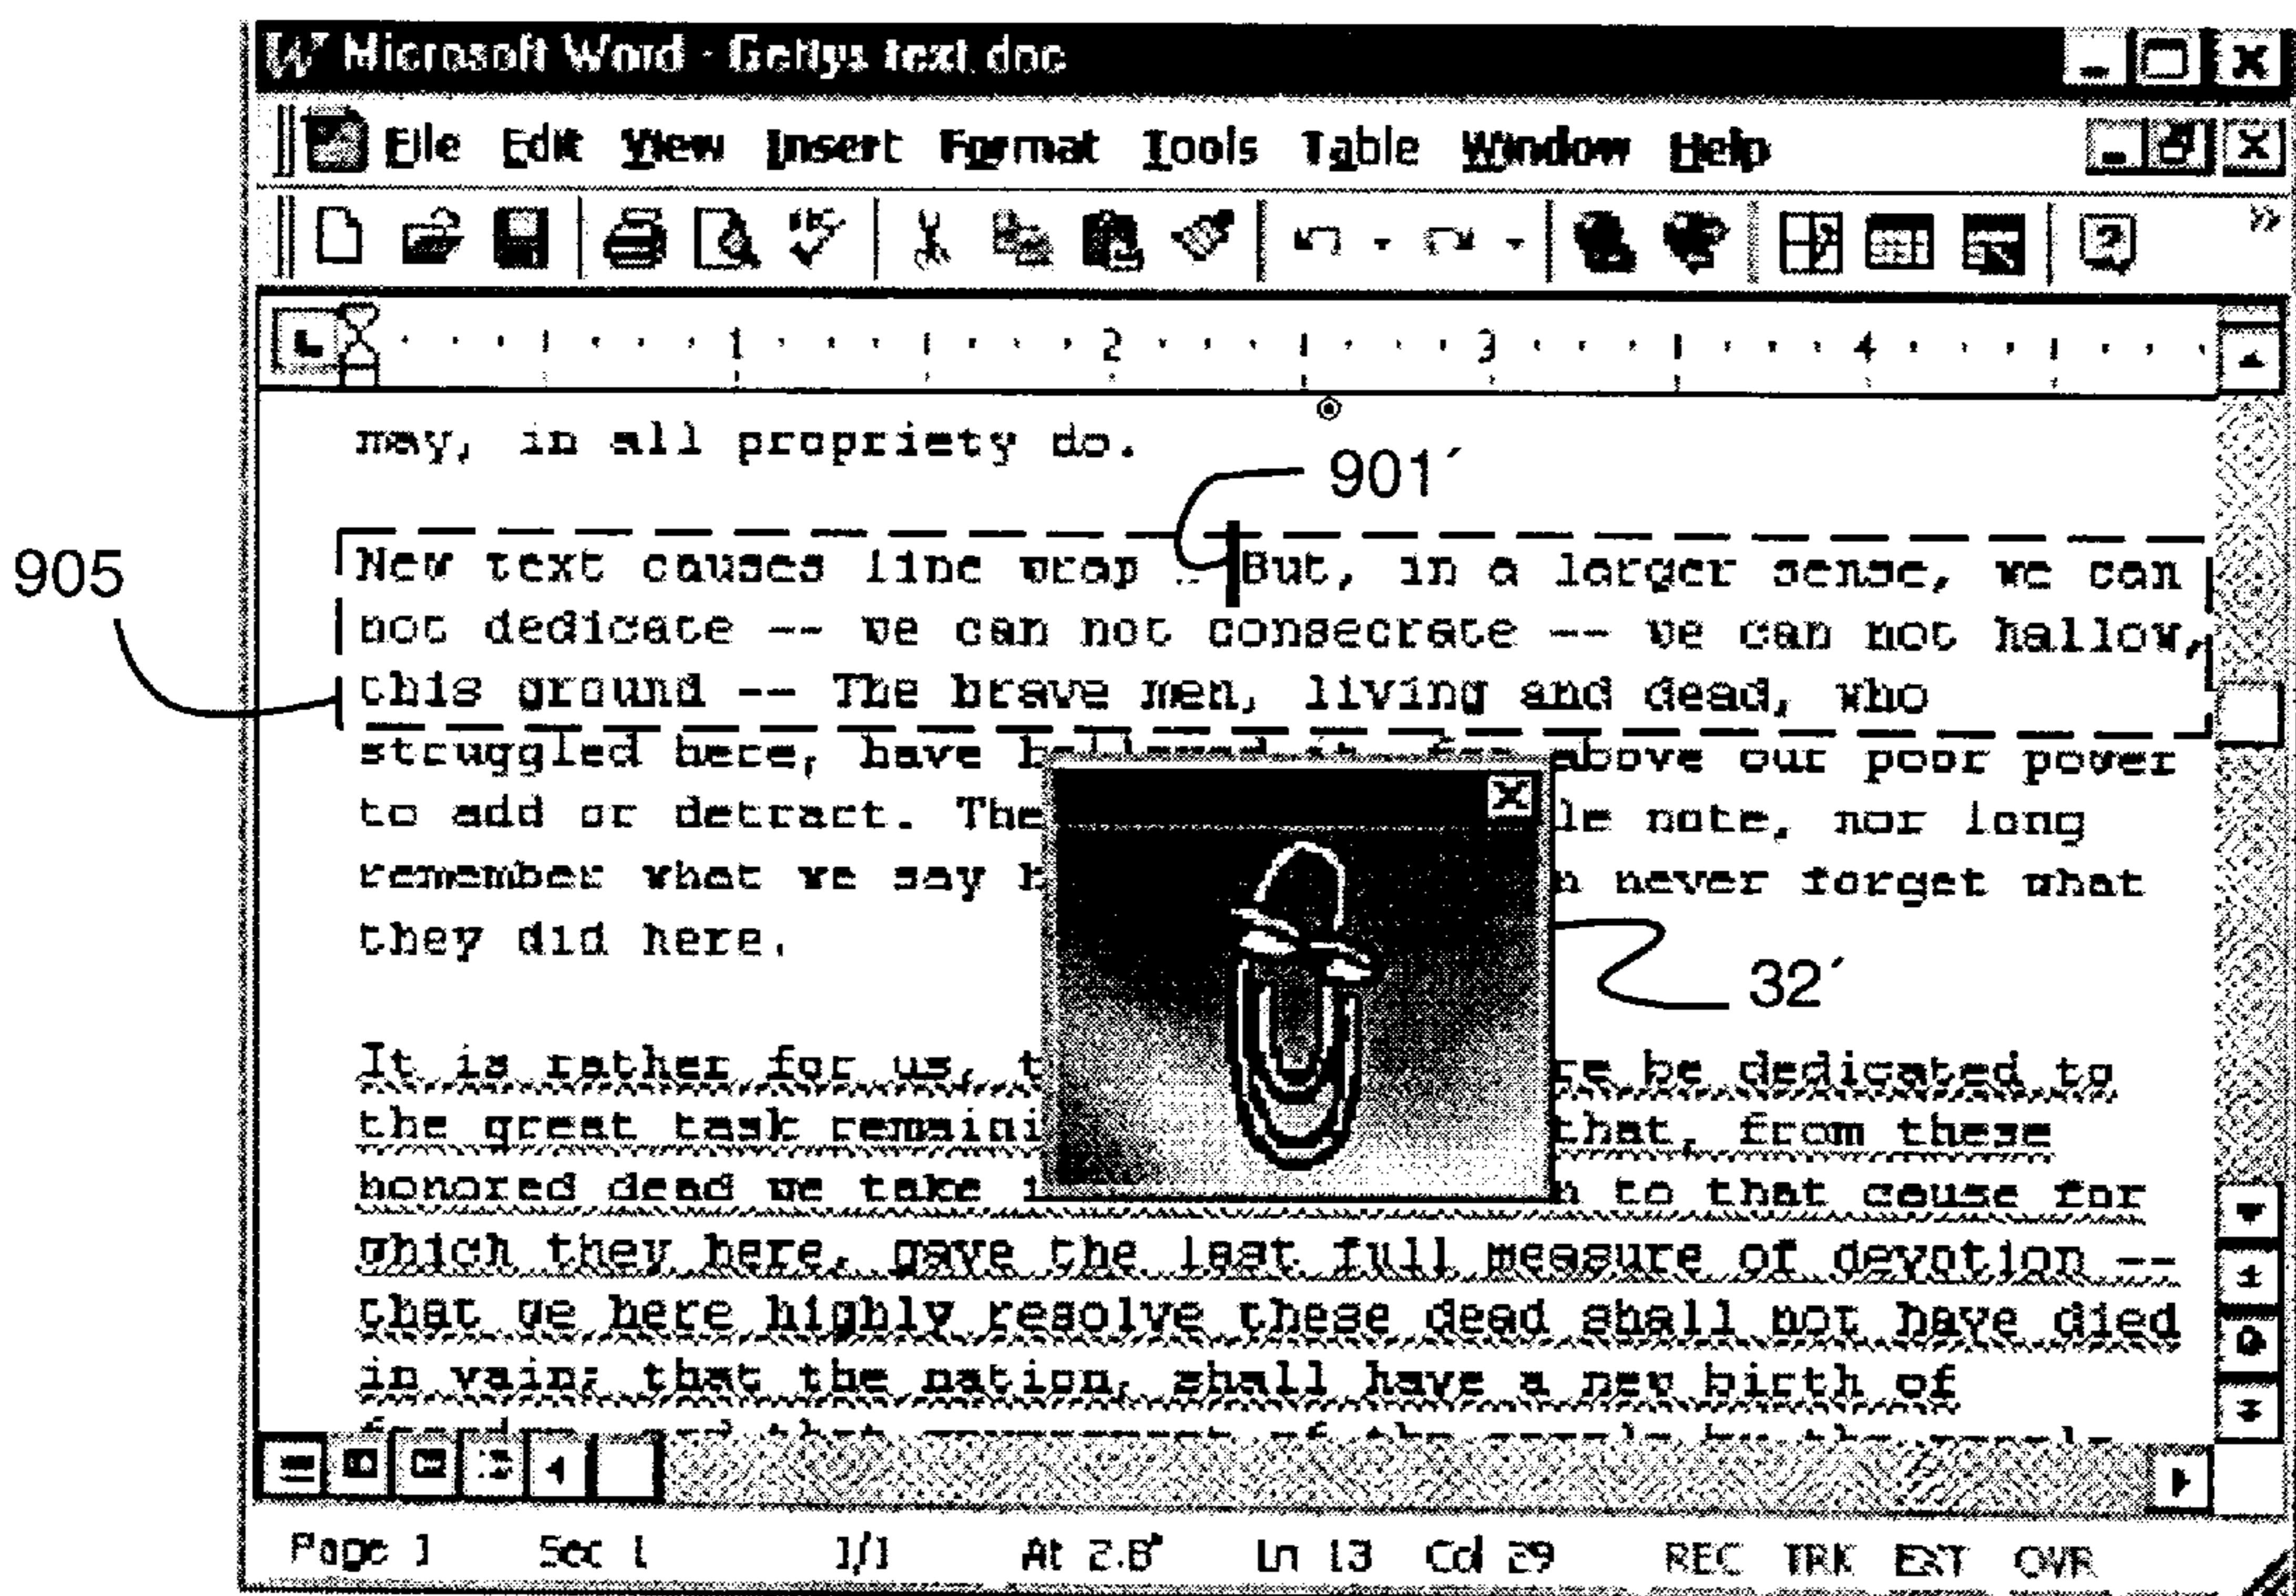 Microsoft Word - Gettys text.doc
File Edit View Insert Format Tools Table Window Help
1 2 3 4
may, in all propriety do.
901′
905
New text causes line wrap .. But, in a larger sense, we can
not dedicate -- we can not consecrate -- we can not hallow,
this ground -- The brave men, living and dead, who
struggled here, have above our poor power
to add or detract. The le note, nor long
remember what we say h n never forget what
they did here.
32′
It is rather for us, t re be dedicated to
the great task remaini that, from these
honored dead we take i n to that cause for
which they here, gave the last full measure of devotion --
that we here highly resolve these dead shall not have died
in vain; that the nation, shall have a new birth of
Page 1 Sec 1 1/1 At 2.8" Ln 13 Col 29 REC TRK EXT OVR